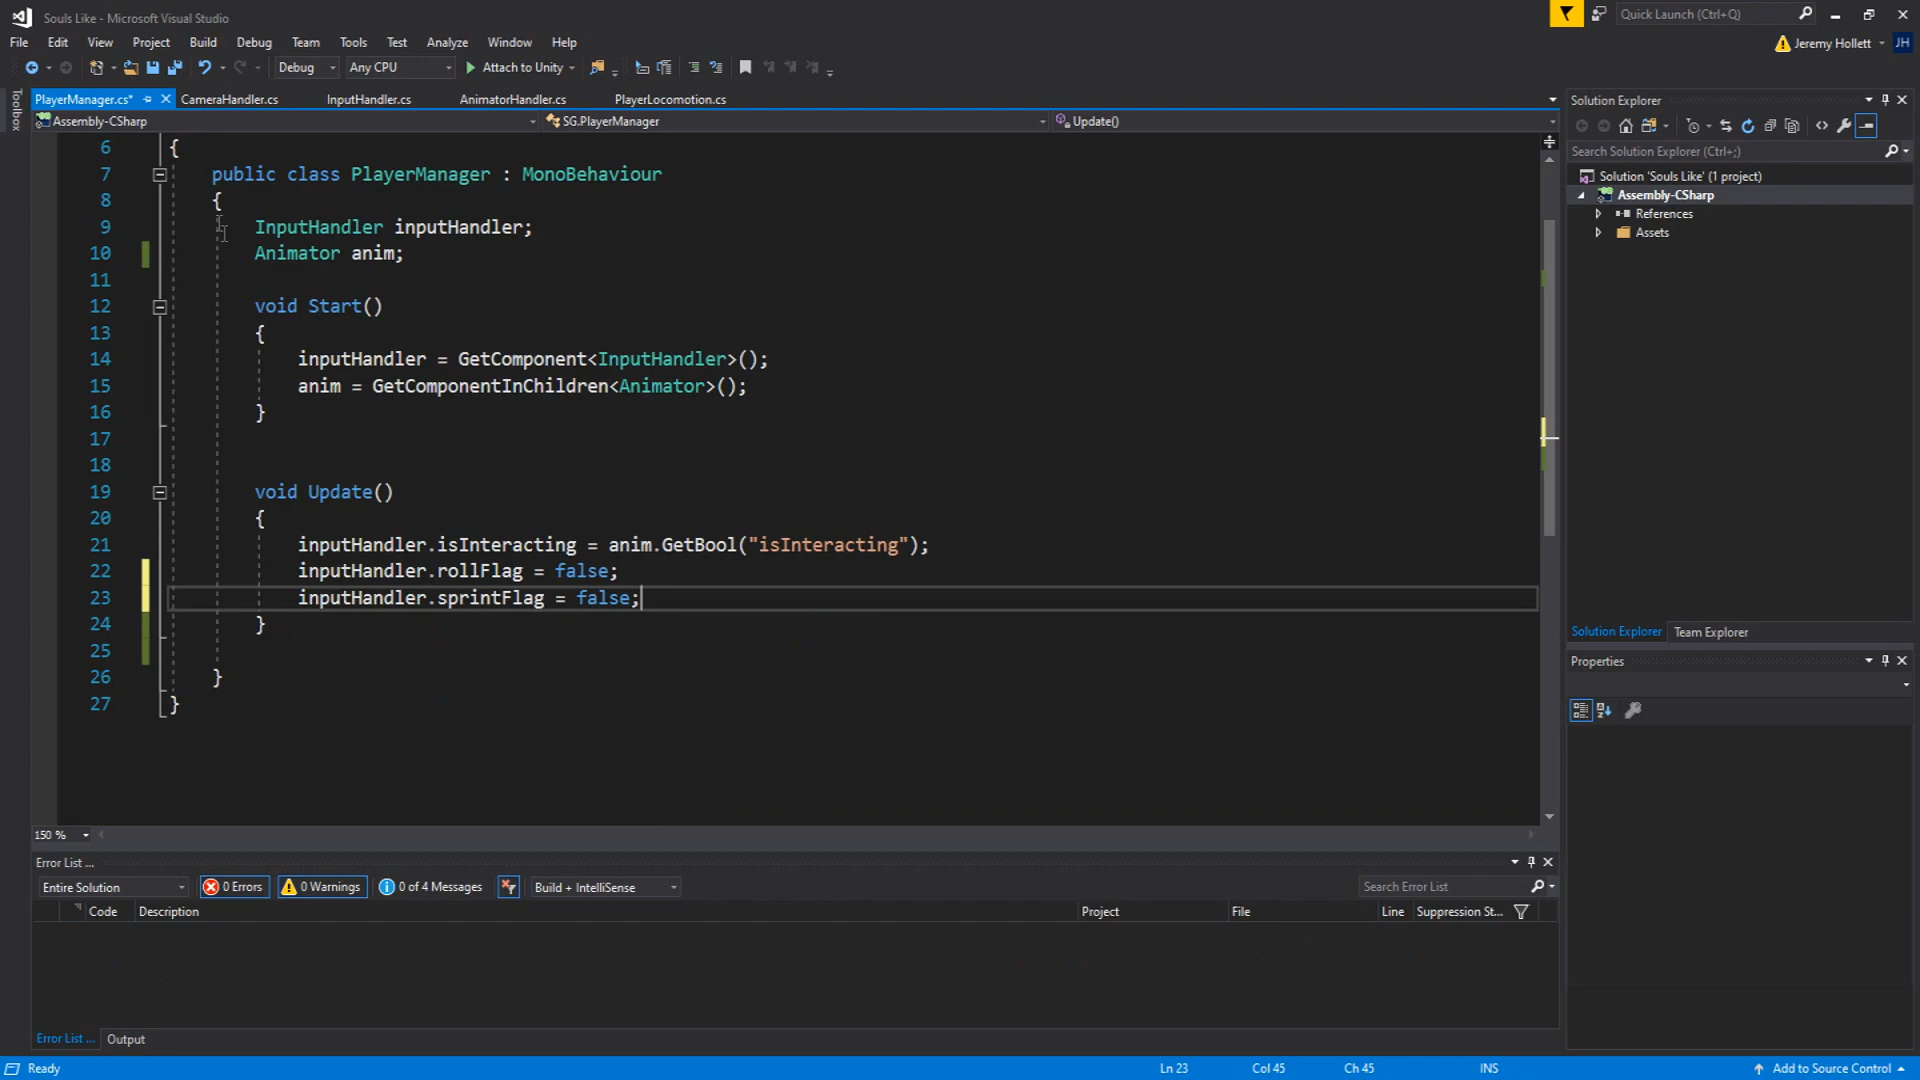 Souls Like - Microsoft Visual Studio
Quick Launch (Ctrl+Q)
File Edit View Project Build Debug Team Tools Test Analyze Window Help
Jeremy Hollett JH
Debug Any CPU Attach to Unity
Toolbox
PlayerManager.cs* CameraHandler.cs InputHandler.cs AnimatorHandler.cs PlayerLocomotion.cs
Assembly-CSharp SG.PlayerManager Update()
6 {
7 public class PlayerManager : MonoBehaviour
8 {
9 InputHandler inputHandler;
10 Animator anim;
11
12 void Start()
13 {
14 inputHandler = GetComponent<InputHandler>();
15 anim = GetComponentInChildren<Animator>();
16 }
17
18
19 void Update()
20 {
21 inputHandler.isInteracting = anim.GetBool("isInteracting");
22 inputHandler.rollFlag = false;
23 inputHandler.sprintFlag = false;
24 }
25
26 }
27 }
150 %
Solution Explorer
Search Solution Explorer (Ctrl+;)
Solution 'Souls Like' (1 project)
Assembly-CSharp
References
Assets
Solution Explorer Team Explorer
Properties
Error List ...
Entire Solution 0 Errors 0 Warnings 0 of 4 Messages Build + IntelliSense Search Error List
Code Description Project File Line Suppression St...
Error List ... Output
Ready Ln 23 Col 45 Ch 45 INS Add to Source Control